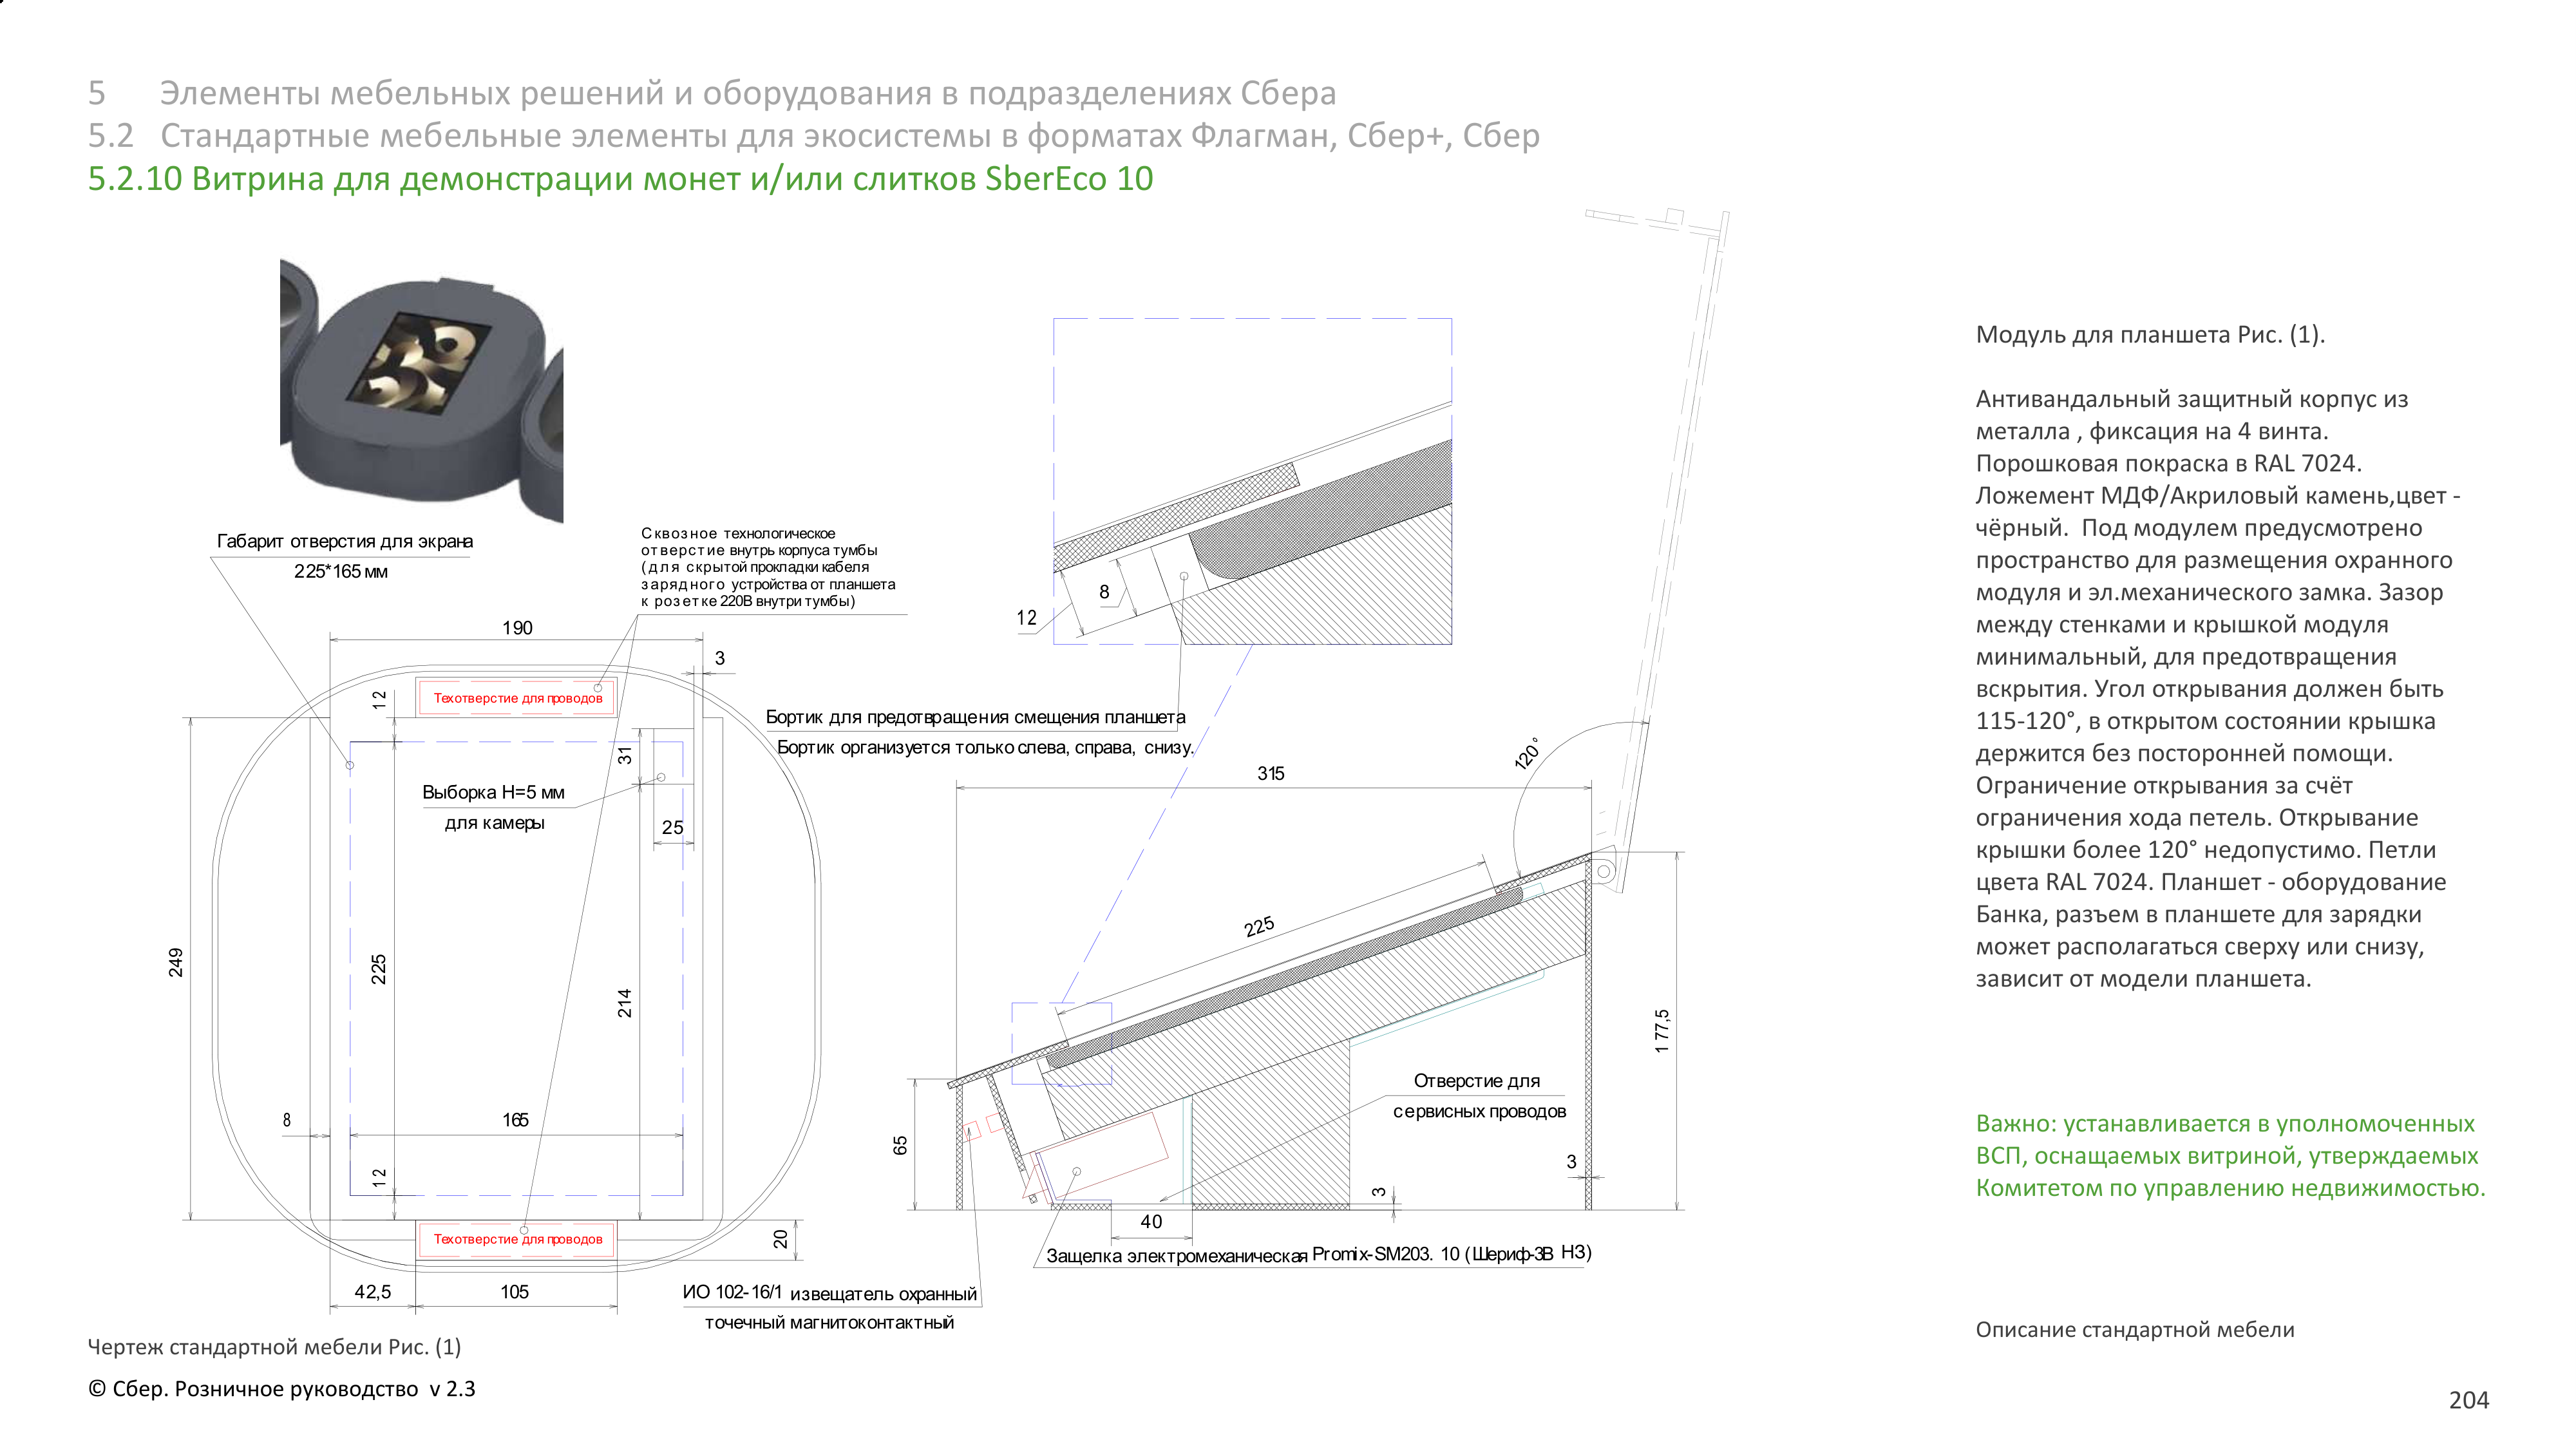 5 Элементы мебельных решений и оборудования в подразделениях Сбера
5.2 Стандартные мебельные элементы для экосистемы в форматах Флагман, Сбер+, Сбер
5.2.10 Витрина для демонстрации монет и/или слитков SberEco 10
Габарит отверстия для экрана
225*165 мм
Сквозное технологическое
отверстие внутрь корпуса тумбы
(для скрытой прокладки кабеля
зарядного устройства от планшета
к розетке 220В внутри тумбы)
190
3
12
Техотверстие для проводов
31
Выборка H=5 мм
для камеры
25
249
225
214
8
165
12
Техотверстие для проводов
20
42,5
105
12
8
Бортик для предотвращения смещения планшета
Бортик организуется только слева, справа, снизу.
315
120°
225
177,5
65
Отверстие для
сервисных проводов
3
3
40
Защелка электромеханическая Promix-SM203. 10 (Шериф-3В НЗ)
ИО 102-16/1 извещатель охранный
точечный магнитоконтактный
Модуль для планшета Рис. (1).
Антивандальный защитный корпус из
металла , фиксация на 4 винта.
Порошковая покраска в RAL 7024.
Ложемент МДФ/Акриловый камень,цвет -
чёрный. Под модулем предусмотрено
пространство для размещения охранного
модуля и эл.механического замка. Зазор
между стенками и крышкой модуля
минимальный, для предотвращения
вскрытия. Угол открывания должен быть
115-120°, в открытом состоянии крышка
держится без посторонней помощи.
Ограничение открывания за счёт
ограничения хода петель. Открывание
крышки более 120° недопустимо. Петли
цвета RAL 7024. Планшет - оборудование
Банка, разъем в планшете для зарядки
может располагаться сверху или снизу,
зависит от модели планшета.
Важно: устанавливается в уполномоченных
ВСП, оснащаемых витриной, утверждаемых
Комитетом по управлению недвижимостью.
Описание стандартной мебели
Чертеж стандартной мебели Рис. (1)
© Сбер. Розничное руководство v 2.3
204